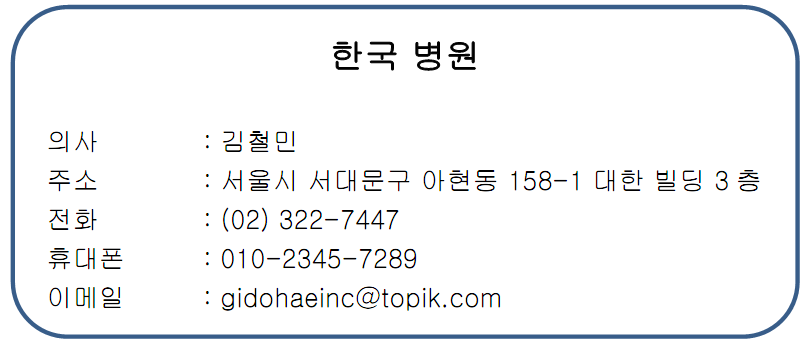 한국 병원
의사 : 김철민
주소 : 서울시 서대문구 아현동 158-1 대한 빌딩 3층
전화 : (02) 322-7447
휴대폰 : 010-2345-7289
이메일 : gidohaeinc@topik.com